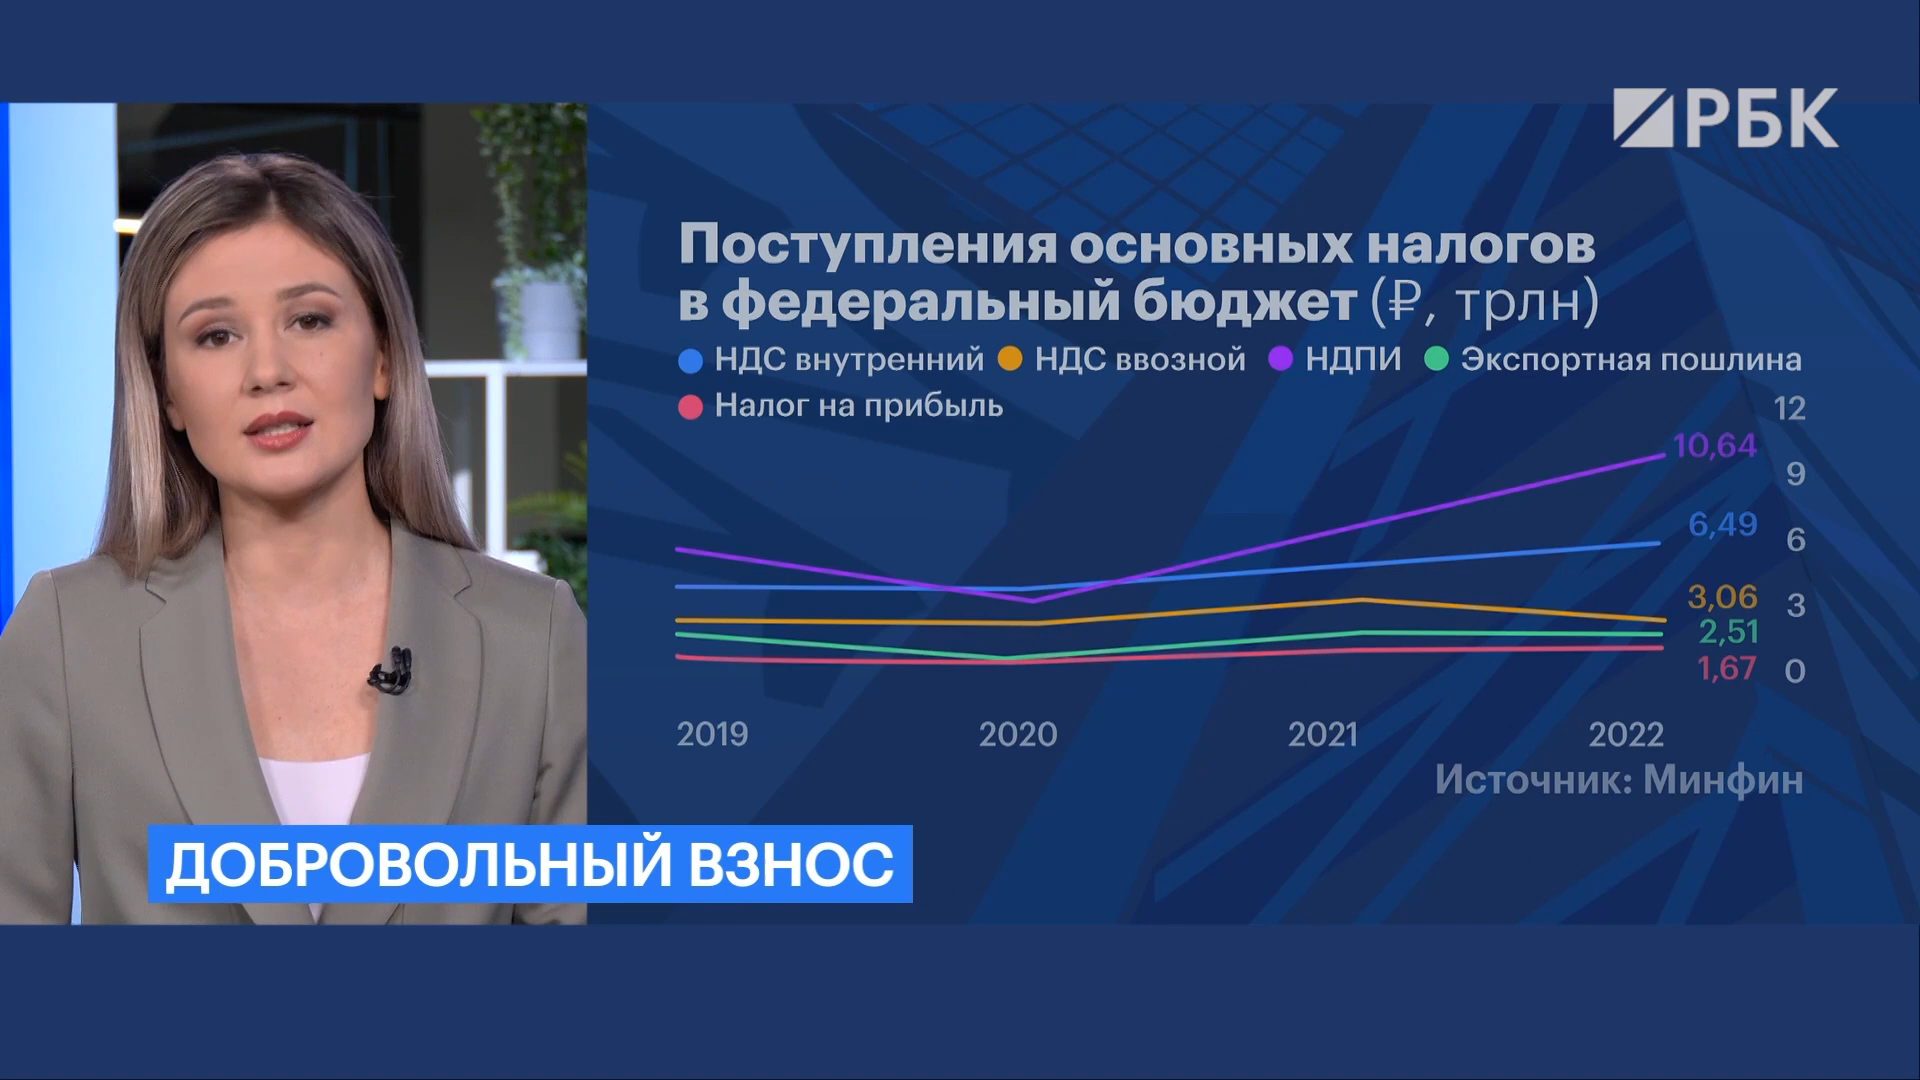 РБК
Поступления основных налогов
в федеральный бюджет (₽, трлн)
НДС внутренний НДС ввозной НДПИ Экспортная пошлина
Налог на прибыль
12
10,64
9
6,49
6
3,06
3
2,51
1,67
0
2019 2020 2021 2022
Источник: Минфин
ДОБРОВОЛЬНЫЙ ВЗНОС